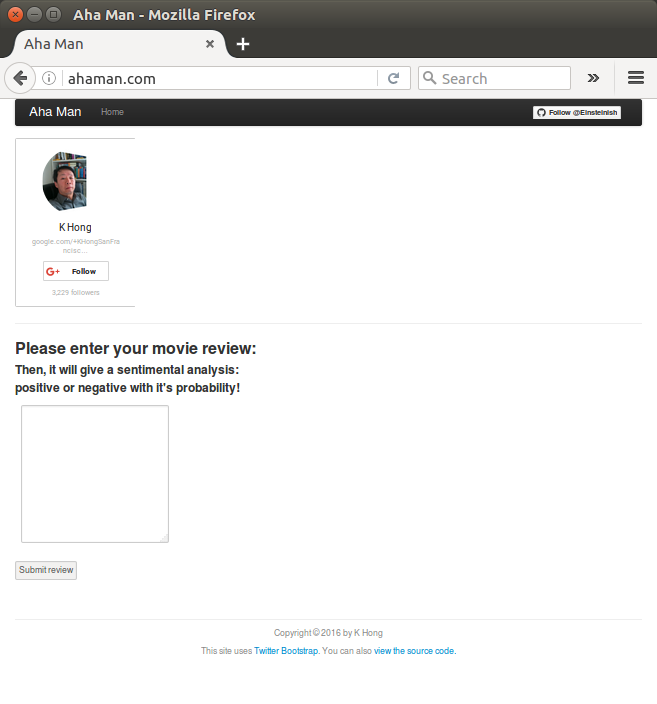 Aha Man - Mozilla Firefox
Aha Man
ahaman.com
Search
Aha Man Home Follow @Einsteinish
K Hong
google.com/+KHongSanFra
ncisc...
G+ Follow
3,229 followers
Please enter your movie review:
Then, it will give a sentimental analysis:
positive or negative with it's probability!
Submit review
Copyright © 2016 by K Hong
This site uses Twitter Bootstrap. You can also view the source code.